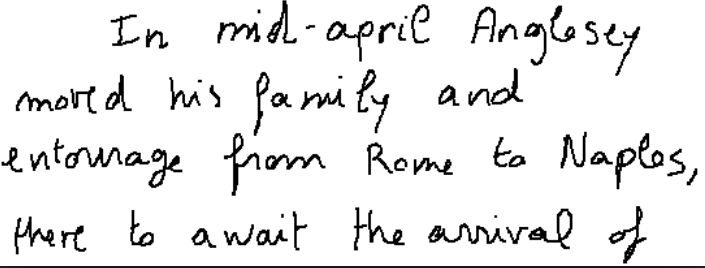 In mid-april Anglesey
moved his family and
entourage from Rome to Naples,
there to await the arrival of